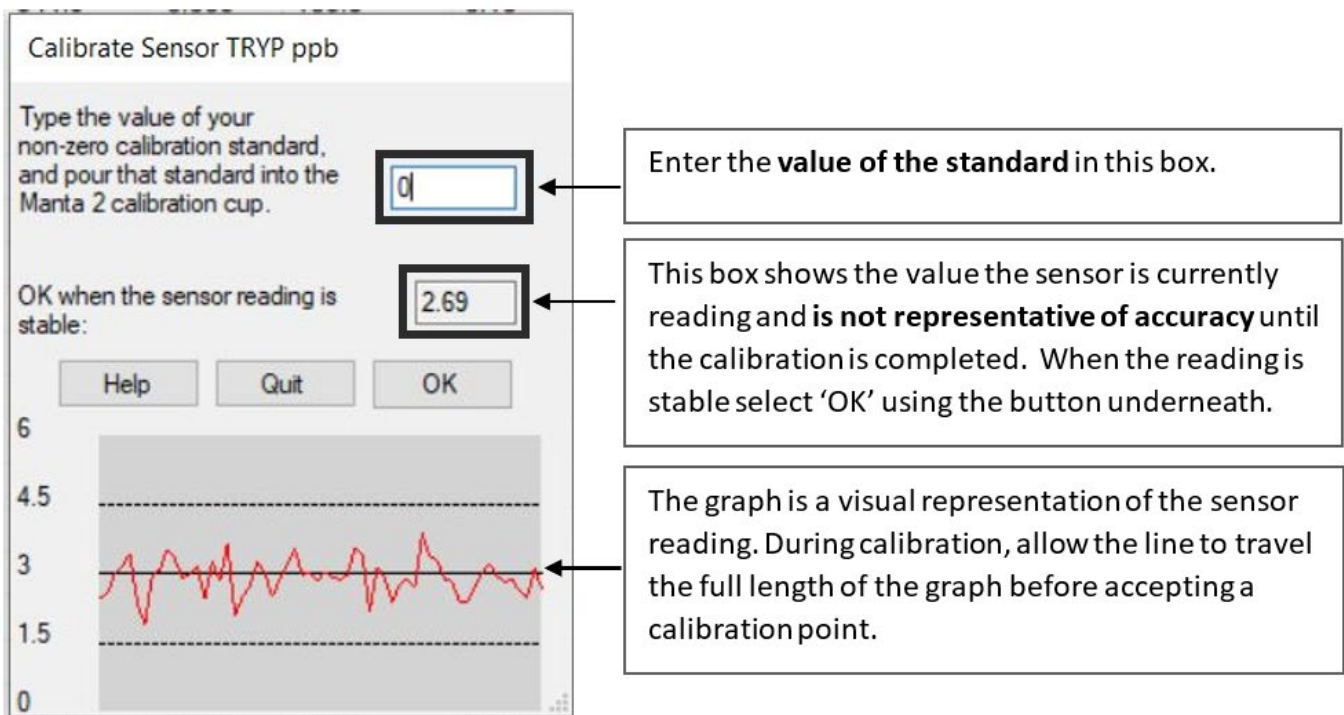 Calibrate Sensor TRYP ppb
Type the value of your
non-zero calibration standard,
and pour that standard into the
Manta 2 calibration cup.
0
OK when the sensor reading is
stable:
2.69
Help
Quit
OK
6
4.5
3
1.5
0
Enter the value of the standard in this box.
This box shows the value the sensor is currently
reading and is not representative of accuracy until
the calibration is completed. When the reading is
stable select ‘OK’ using the button underneath.
The graph is a visual representation of the sensor
reading. During calibration, allow the line to travel
the full length of the graph before accepting a
calibration point.